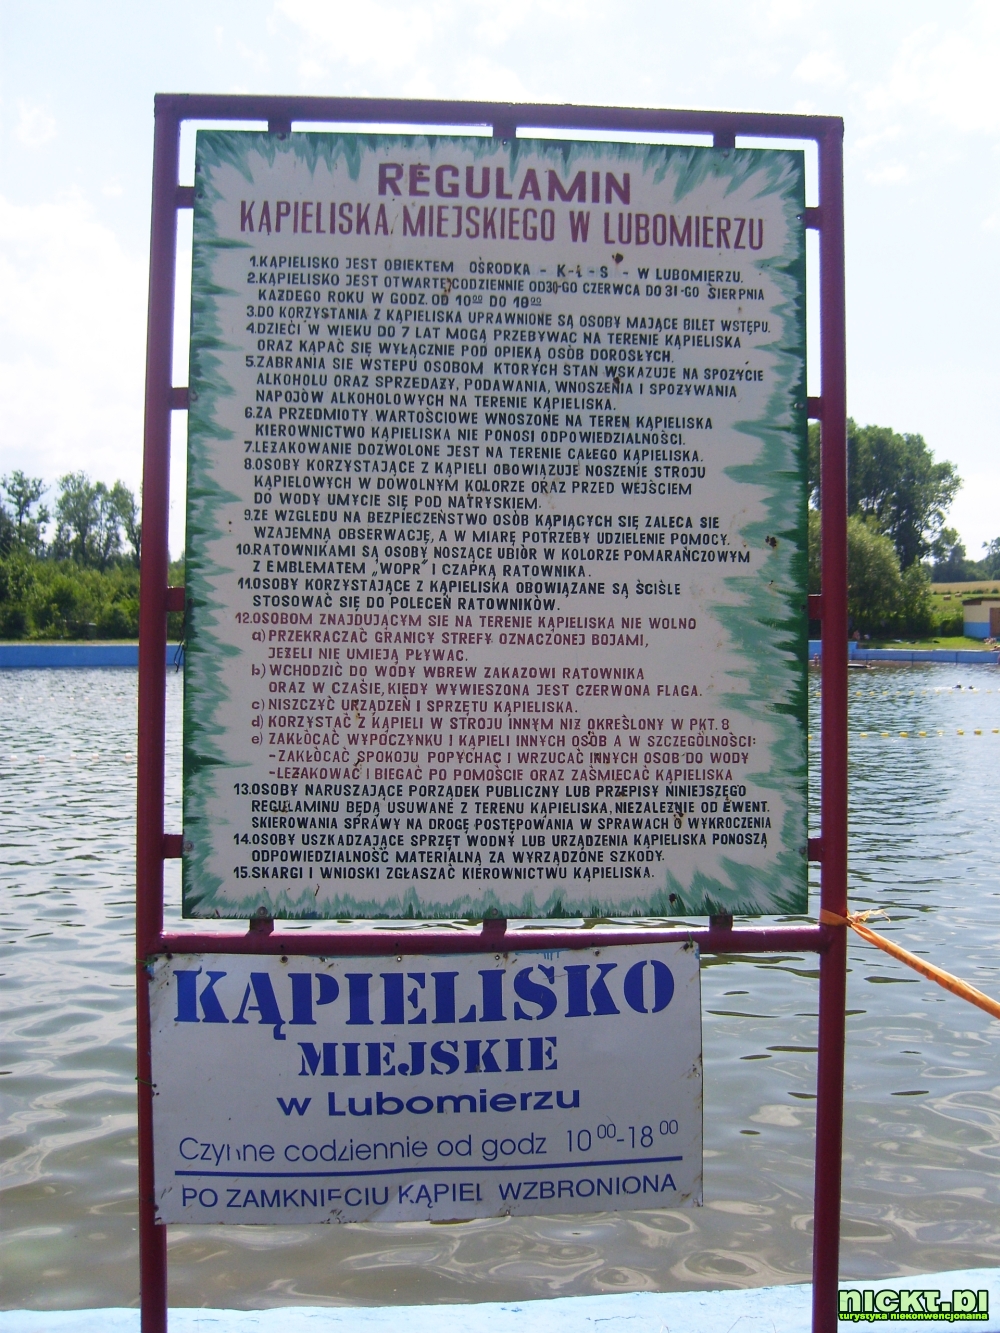 REGULAMIN
KĄPIELISKA MIEJSKIEGO W LUBOMIERZU
1.KĄPIELISKO JEST OBIEKTEM OŚRODKA - K-i-S - W LUBOMIERZU.
2.KĄPIELISKO JEST OTWARTE CODZIENNIE OD 30-GO CZERWCA DO 31-GO SIERPNIA
KAŻDEGO ROKU W GODZ. OD 10⁰⁰ DO 18⁰⁰
3.DO KORZYSTANIA Z KĄPIELISKA UPRAWNIONE SĄ OSOBY MAJĄCE BILET WSTĘPU.
4.DZIECI W WIEKU DO 7 LAT MOGĄ PRZEBYWAĆ NA TERENIE KĄPIELISKA
ORAZ KĄPAĆ SIĘ WYŁĄCZNIE POD OPIEKĄ OSÓB DOROSŁYCH.
5.ZABRANIA SIE WSTEPU OSOBOM KTORYCH STAN WSKAZUJE NA SPOŻYCIE
ALKOHOLU ORAZ SPRZEDAŻY, PODAWANIA, WNOSZENIA I SPOŻYWANIA
NAPOJÓW ALKOHOLOWYCH NA TERENIE KĄPIELISKA.
6.ZA PRZEDMIOTY WARTOŚCIOWE WNOSZONE NA TEREN KĄPIELISKA
KIEROWNICTWO KĄPIELISKA NIE PONOSI ODPOWIEDZIALNOŚCI.
7.LEŻAKOWANIE DOZWOLONE JEST NA TERENIE CAŁEGO KĄPIELISKA.
8.OSOBY KORZYSTAJĄCE Z KĄPIELI OBOWIĄZUJE NOSZENIE STROJU
KĄPIELOWYCH W DOWOLNYM KOLORZE ORAZ PRZED WEJŚCIEM
DO WODY UMYCIE SIĘ POD NATRYSKIEM.
9.ZE WZGLĘDU NA BEZPIECZEŃSTWO OSÓB KĄPIĄCYCH SIĘ ZALECA SIE
WZAJEMNĄ OBSERWACJĘ, A W MIARĘ POTRZEBY UDZIELENIE POMOCY.
10.RATOWNIKAMI SĄ OSOBY NOSZĄCE UBIÓR W KOLORZE POMARAŃCZOWYM
Z EMBLEMATEM „WOPR" I CZAPKĄ RATOWNIKA.
11.OSOBY KORZYSTAJĄCE Z KĄPIELISKA OBOWIĄZANE SĄ ŚCIŚLE
STOSOWAĆ SIĘ DO POLECEŃ RATOWNIKÓW.
12.OSOBOM ZNAJDUJĄCYM SIE NA TERENIE KĄPIELISKA NIE WOLNO
a) PRZEKRACZAĆ GRANICY STREFY OZNACZONEJ BOJAMI,
JEŻELI NIE UMIEJĄ PŁYWAĆ.
b) WCHODZIĆ DO WODY WBREW ZAKAZOWI RATOWNIKA
ORAZ W CZASIE, KIEDY WYWIESZONA JEST CZERWONA FLAGA.
c) NISZCZYĆ URZĄDZEŃ I SPRZĘTU KĄPIELISKA.
d) KORZYSTAĆ Z KĄPIELI W STROJU INNYM NIŻ OKREŚLONY W PKT. 8
e) ZAKŁÓCAĆ WYPOCZYNKU I KĄPIELI INNYCH OSÓB A W SZCZEGÓLNOŚCI:
-ZAKŁÓCAĆ SPOKOJU POPYCHAĆ I WRZUCAĆ INNYCH OSOB DO WODY
-LEŻAKOWAĆ I BIEGAĆ PO POMOŚCIE ORAZ ZAŚMIECAĆ KĄPIELISKA
13.OSOBY NARUSZAJĄCE PORZĄDEK PUBLICZNY LUB PRZEPISY NINIEJSZEGO
REGULAMINU BĘDĄ USUWANE Z TERENU KĄPIELISKA, NIEZALEŻNIE OD EWENT.
SKIEROWANIA SPRAWY NA DROGĘ POSTĘPOWANIA W SPRAWACH O WYKROCZENIA
14.OSOBY USZKADZAJĄCE SPRZĘT WODNY LUB URZĄDZENIA KĄPIELISKA PONOSZĄ
ODPOWIEDZIALNOŚĆ MATERIALNĄ ZA WYRZĄDZONE SZKODY.
15.SKARGI I WNIOSKI ZGŁASZAĆ KIEROWNICTWU KĄPIELISKA.
KĄPIELISKO
MIEJSKIE
w Lubomierzu
Czynne codziennie od godz 10⁰⁰-18⁰⁰
PO ZAMKNIĘCIU KĄPIEL WZBRONIONA
nickt.pl
turystyka niekonwencjonalna